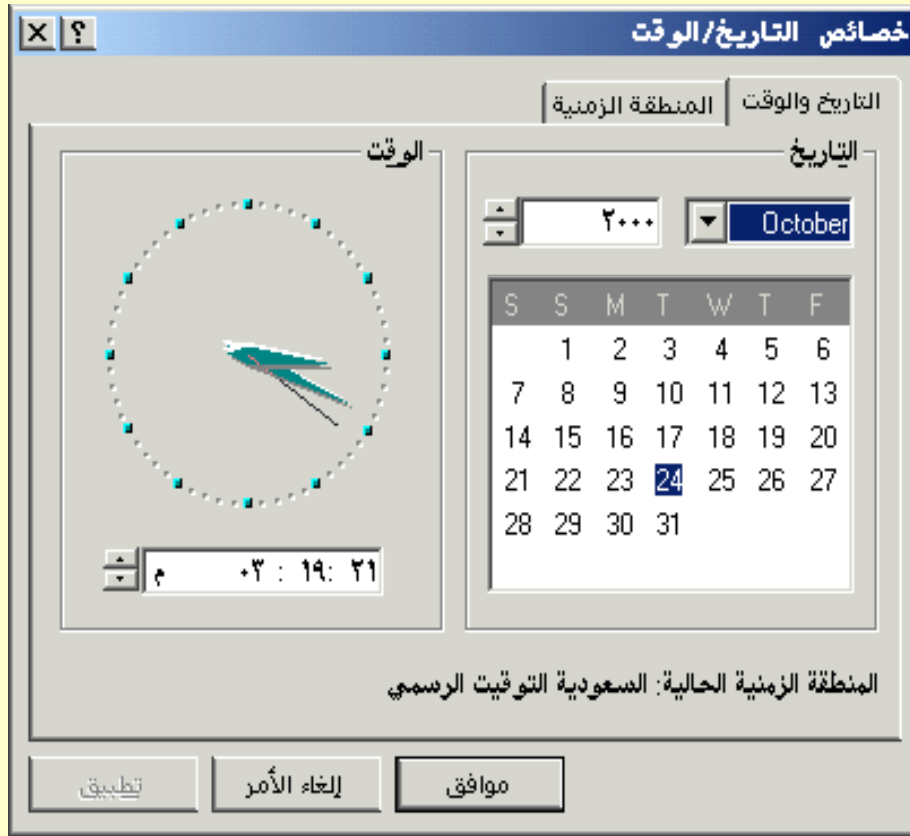 خصائص التاريخ/الوقت
التاريخ والوقت
المنطقة الزمنية
التاريخ
October
٢٠٠٠
S S M T W T F
1 2 3 4 5 6
7 8 9 10 11 12 13
14 15 16 17 18 19 20
21 22 23 24 25 26 27
28 29 30 31
الوقت
٠٣ : ١٩: ٢١ م
المنطقة الزمنية الحالية: السعودية التوقيت الرسمي
موافق
إلغاء الأمر
تطبيق